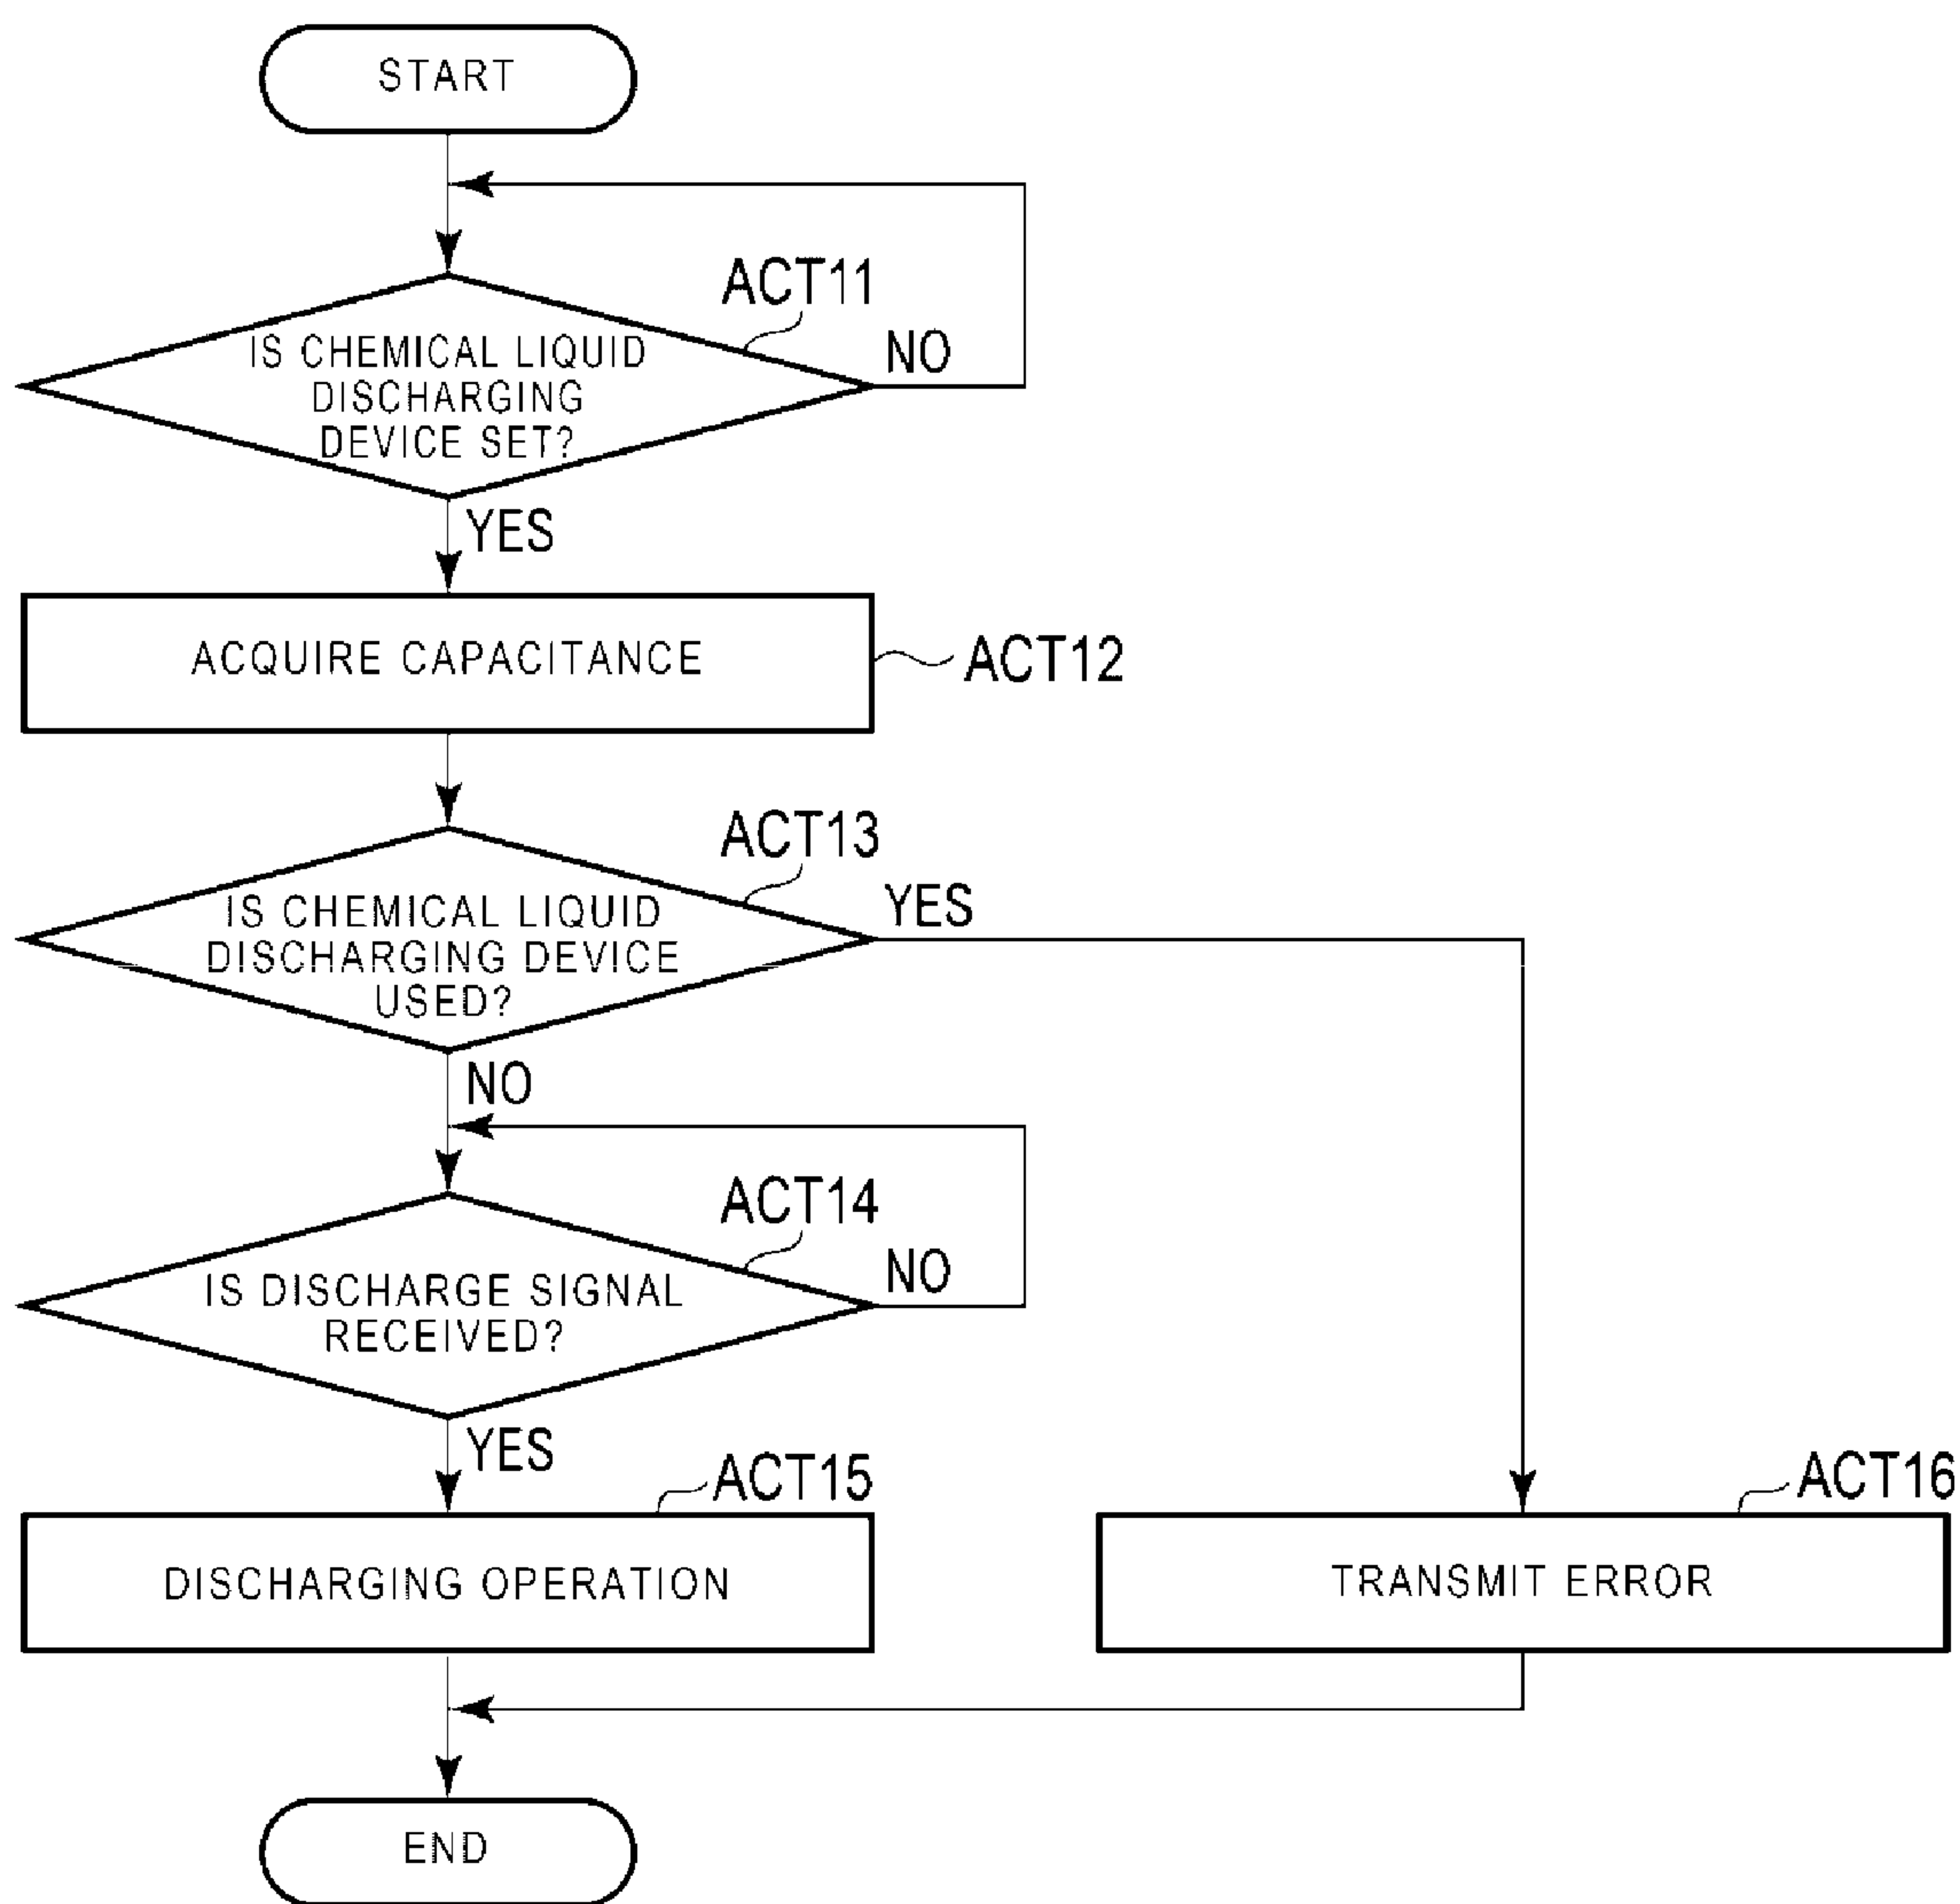 START
ACT11
IS CHEMICAL LIQUID
DISCHARGING
DEVICE SET?
NO
YES
ACQUIRE CAPACITANCE
ACT12
ACT13
IS CHEMICAL LIQUID
DISCHARGING DEVICE
USED?
YES
NO
ACT14
IS DISCHARGE SIGNAL
RECEIVED?
NO
YES
ACT15
DISCHARGING OPERATION
ACT16
TRANSMIT ERROR
END